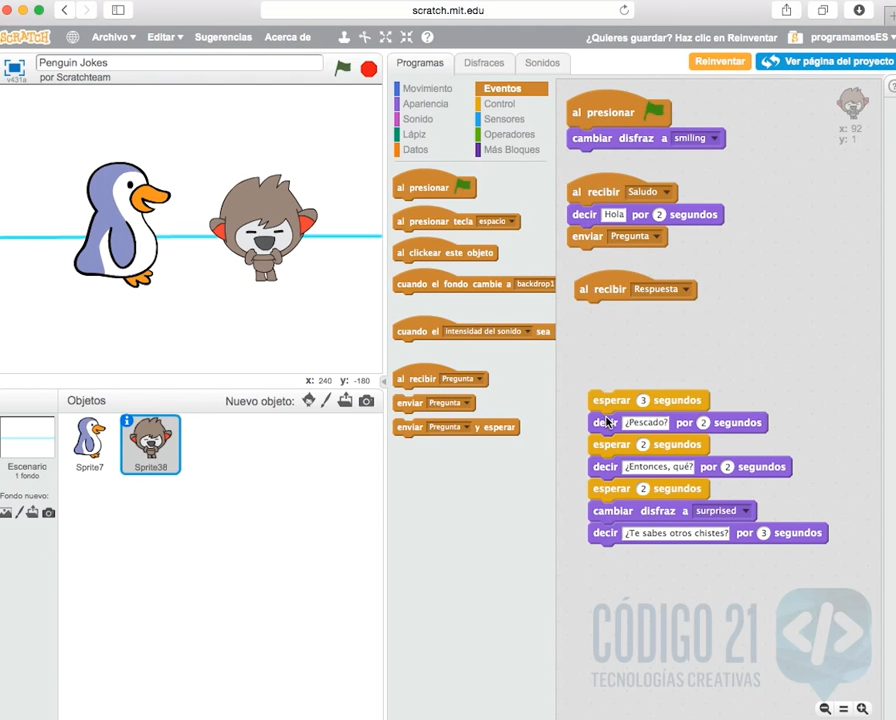 scratch.mit.edu
SCRATCH Archivo Editar Sugerencias Acerca de ¿Quieres guardar? Haz clic en Reinventar programamosES
v431a Penguin Jokes
por Scratchteam
Programas Disfraces Sonidos
Reinventar Ver página del proyecto
Movimiento Eventos
Apariencia Control
Sonido Sensores
Lápiz Operadores
Datos Más Bloques
al presionar
al presionar tecla espacio
al clickear este objeto
cuando el fondo cambie a backdrop1
cuando el intensidad del sonido sea
al recibir Pregunta
enviar Pregunta
enviar Pregunta y esperar
al presionar
cambiar disfraz a smiling
x: 92
y: 1
al recibir Saludo
decir Hola por 2 segundos
enviar Pregunta
al recibir Respuesta
esperar 3 segundos
decir ¿Pescado? por 2 segundos
esperar 2 segundos
decir ¿Entonces, qué? por 2 segundos
esperar 2 segundos
cambiar disfraz a surprised
decir ¿Te sabes otros chistes? por 3 segundos
x: 240 y: -180
Objetos Nuevo objeto:
Escenario
1 fondo
Fondo nuevo:
Sprite7
Sprite38
CÓDIGO 21
TECNOLOGÍAS CREATIVAS